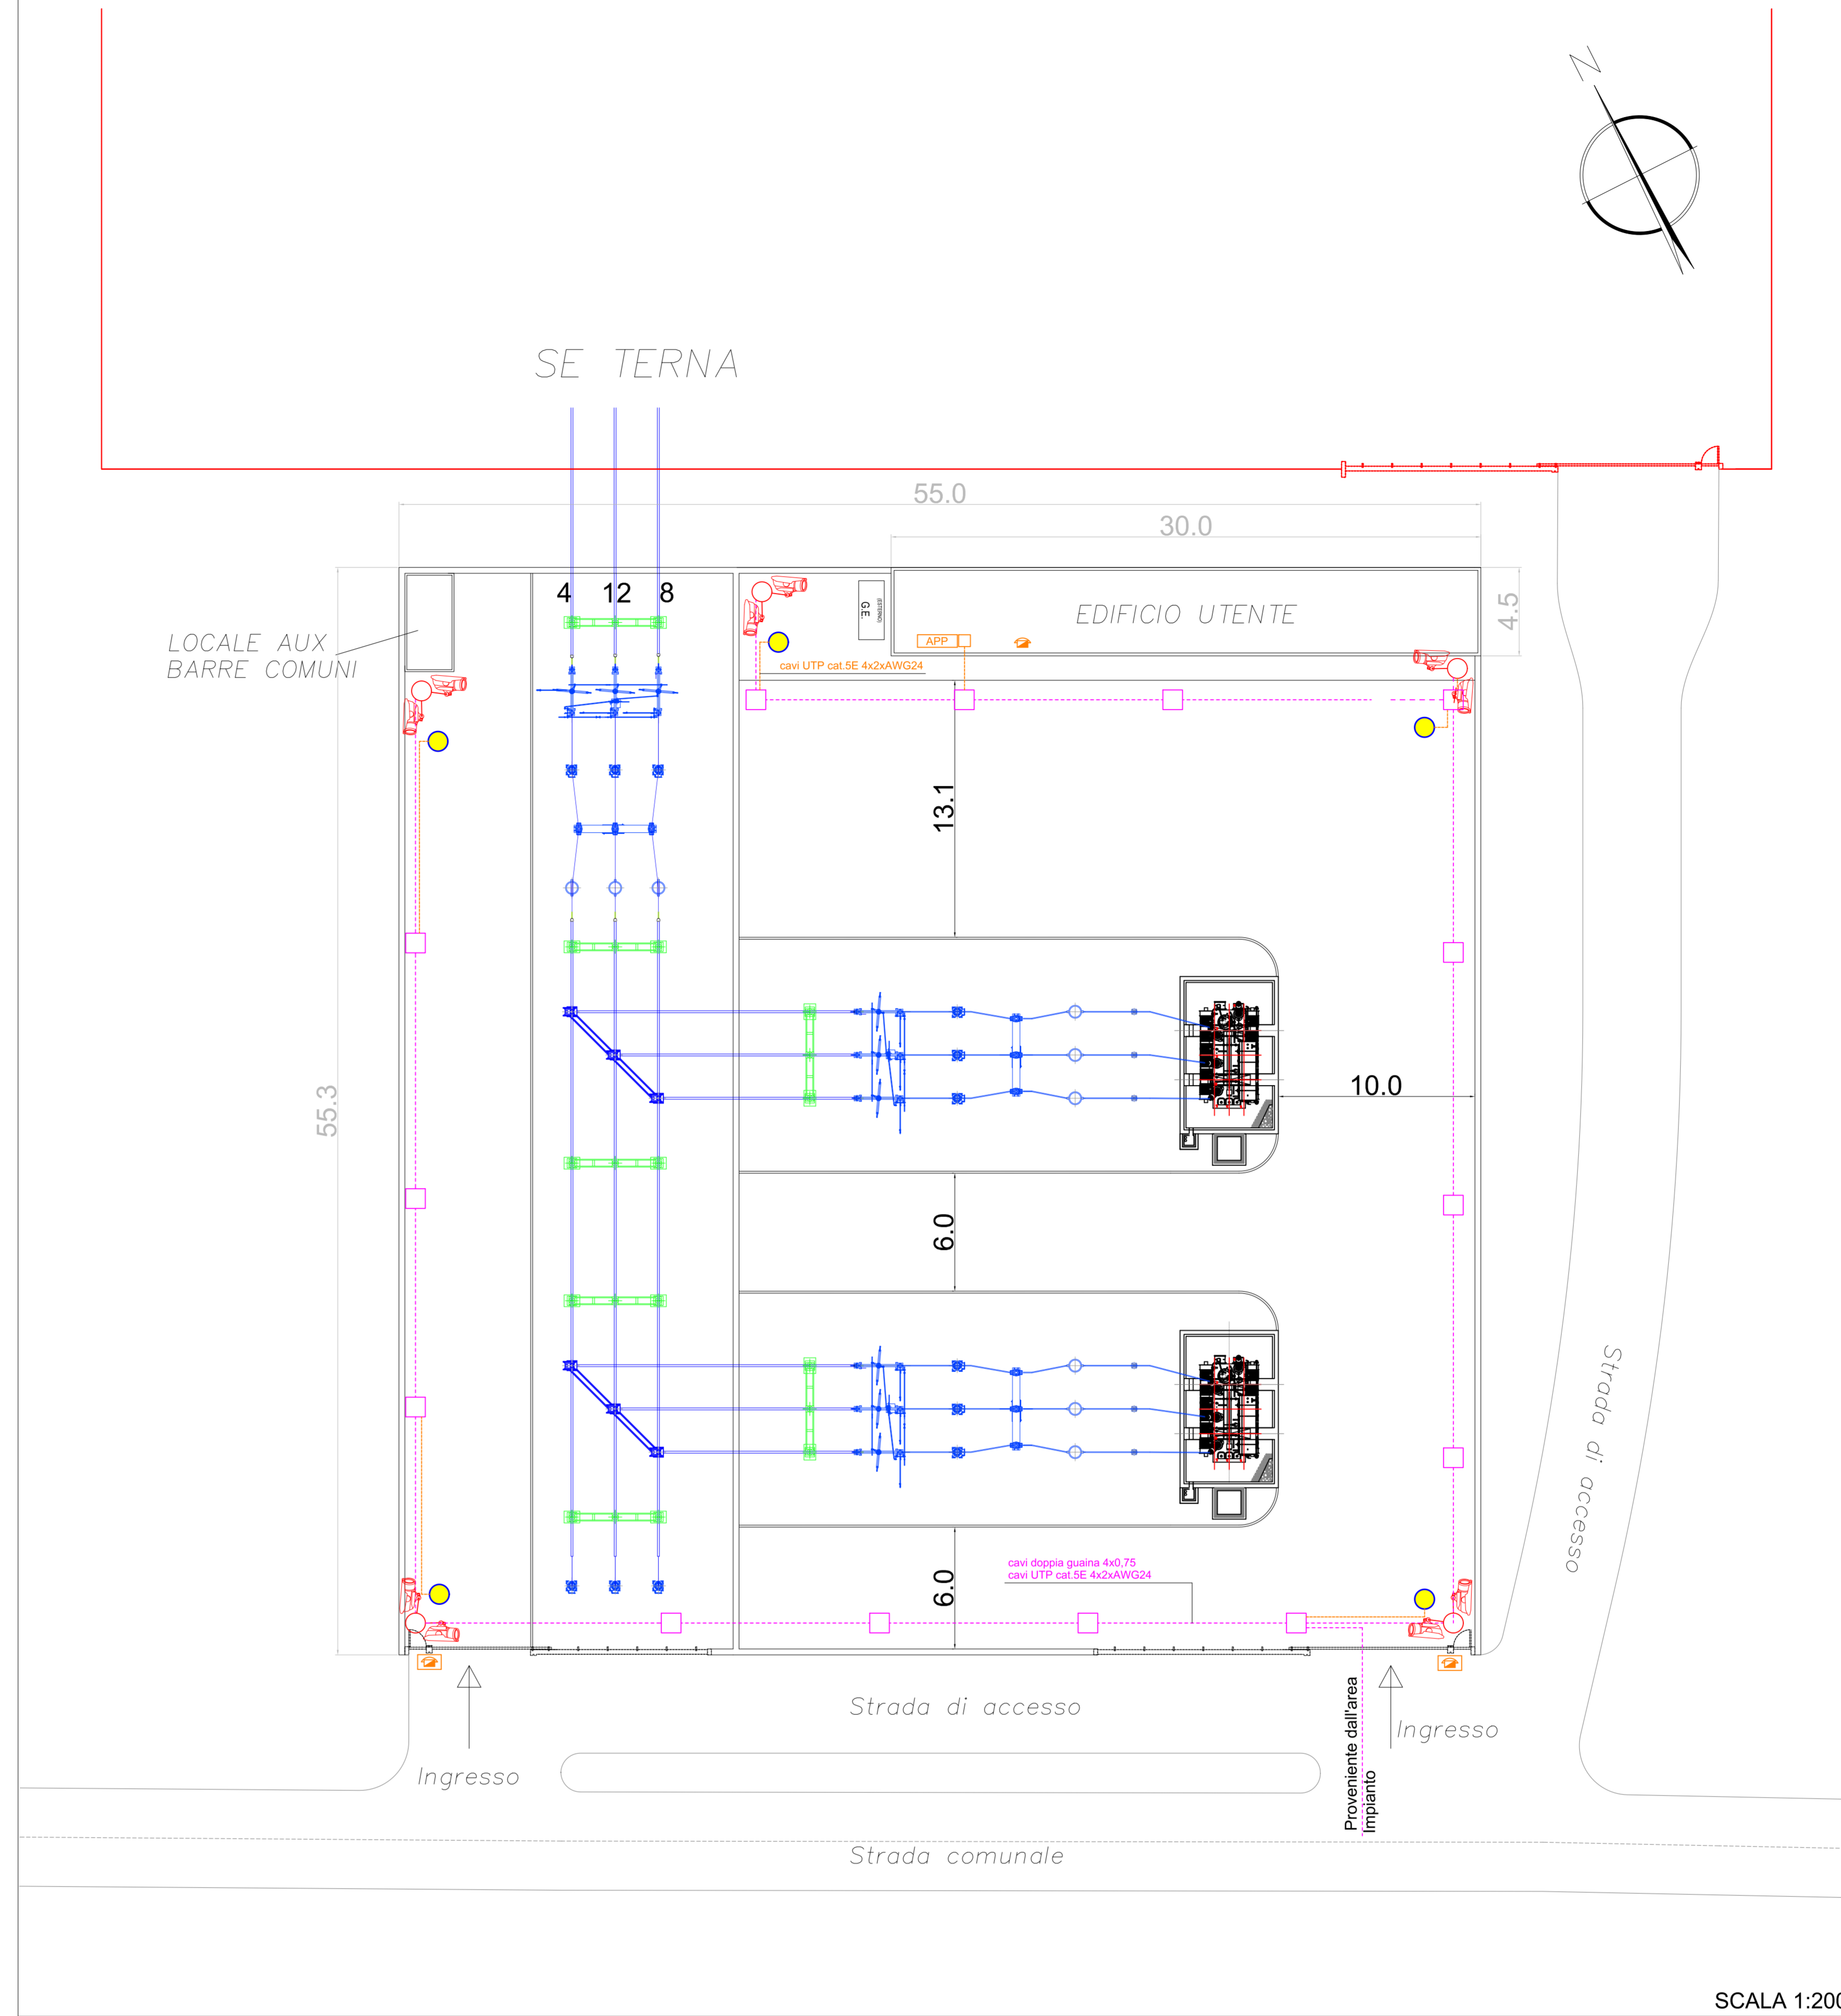 N
SE TERNA
55.0
30.0
4 12 8
(ESTERNO)
G.E.
EDIFICIO UTENTE
4.5
LOCALE AUX
BARRE COMUNI
APP
cavi UTP cat.5E 4x2xAWG24
13.1
55.3
10.0
6.0
Strada di accesso
cavi doppia guaina 4x0,75
cavi UTP cat.5E 4x2xAWG24
6.0
Strada di accesso
Proveniente dall'area
Impianto
Ingresso
Ingresso
Strada comunale
SCALA 1:200